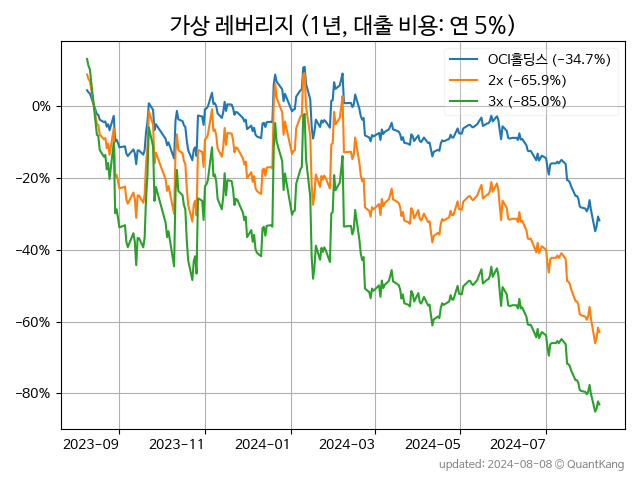 가상 레버리지 (1년, 대출 비용: 연 5%)
OCI홀딩스 (−34.7%)
2x (−65.9%)
3x (−85.0%)
0%
−20%
−40%
−60%
−80%
2023-09 2023-11 2024-01 2024-03 2024-05 2024-07
updated: 2024-08-08 © QuantKang